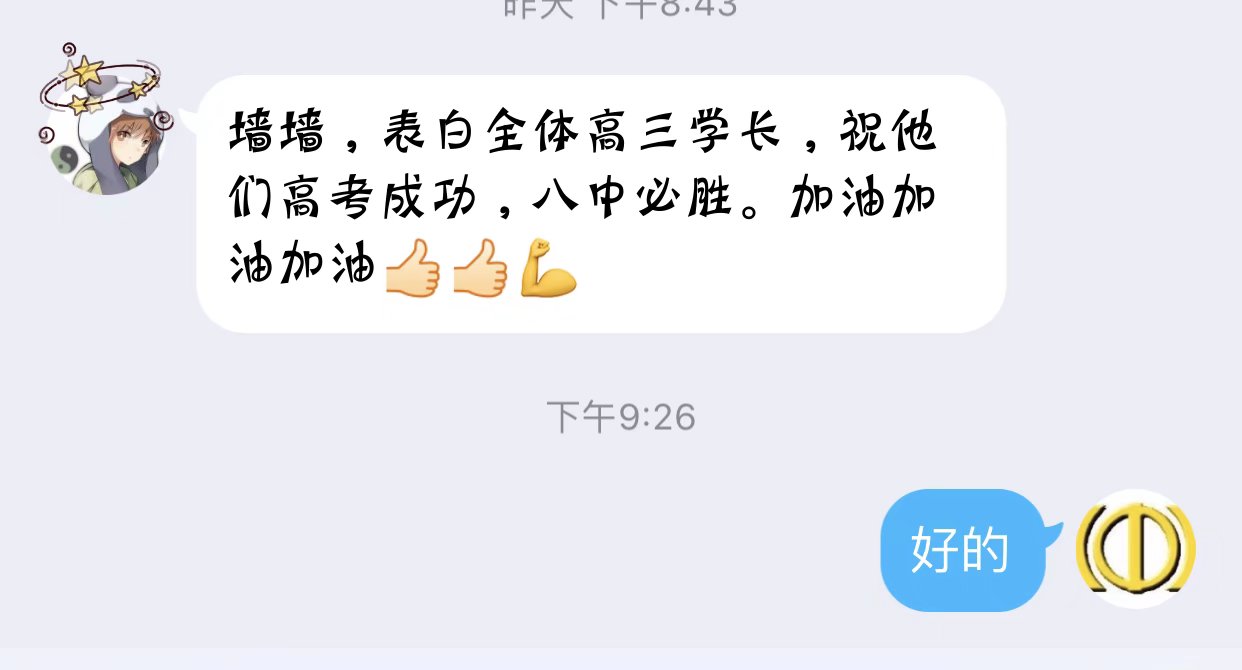 昨天 下午8:43
墙墙，表白全体高三学长，祝他
们高考成功，八中必胜。加油加
油加油👍👍💪
下午9:26
好的